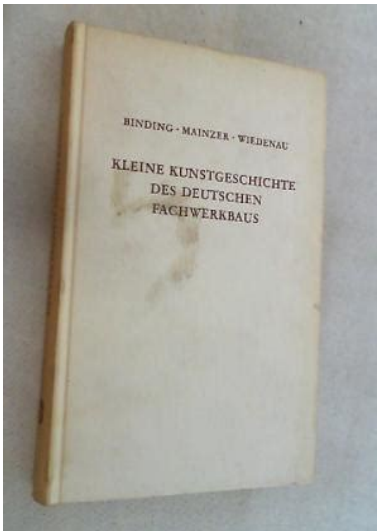 BINDING · MAINZER · WIEDENAU
KLEINE KUNSTGESCHICHTE
DES DEUTSCHEN
FACHWERKBAUS